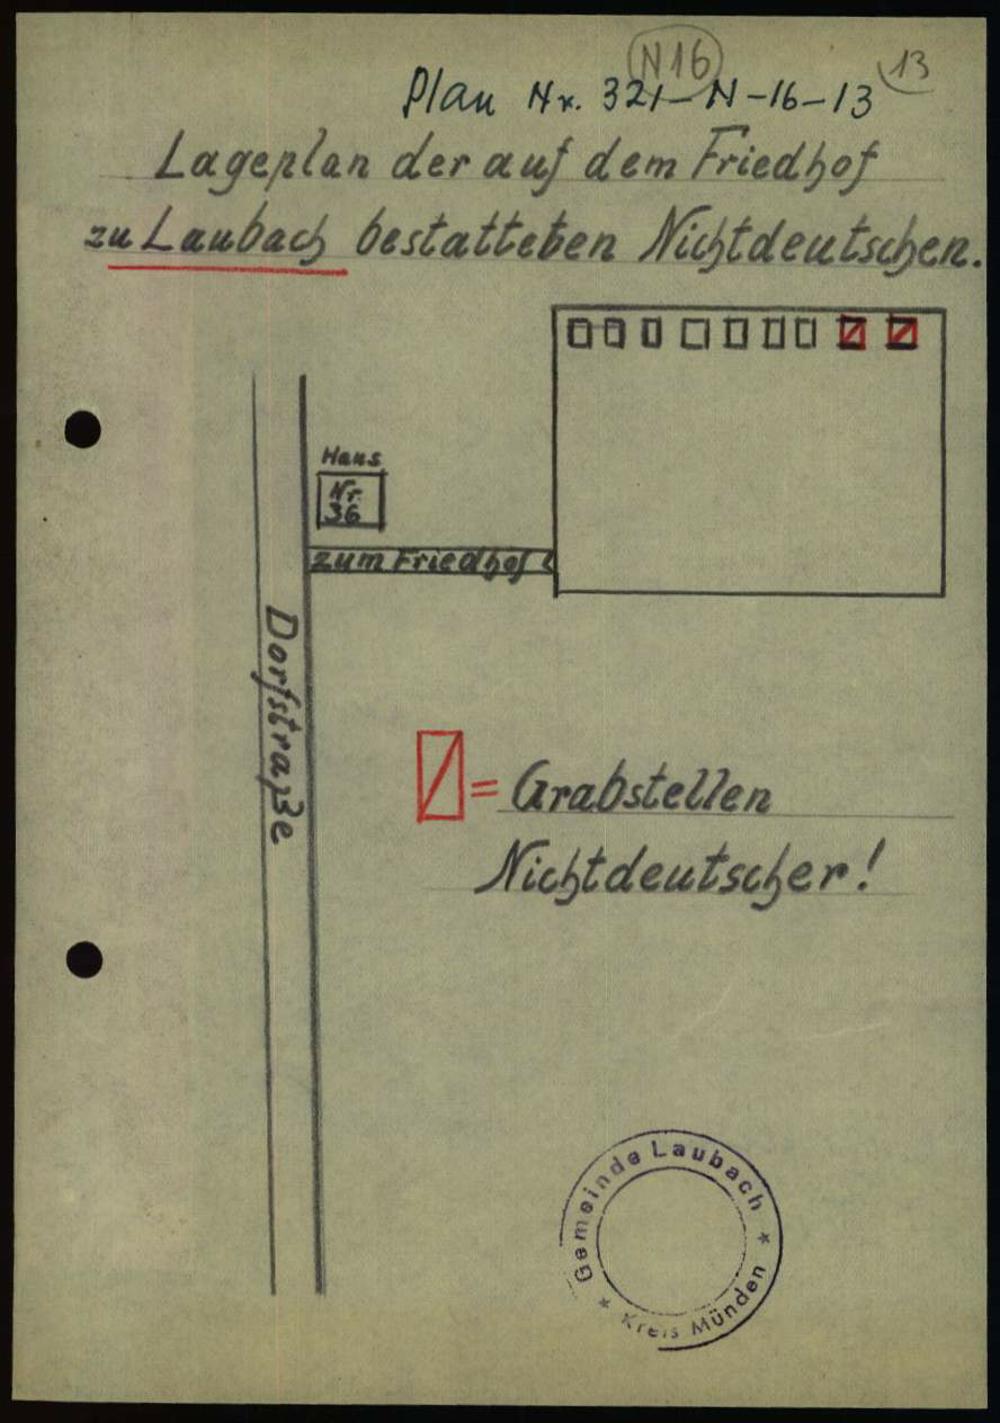 N16
13
Plan Nr. 321-N-16-13
Lageplan der auf dem Friedhof
zu Laubach bestatteten Nichtdeutschen.
Haus
Nr.
36
zum Friedhof
Dorfstraße
= Grabstellen
Nichtdeutscher!
Gemeinde Laubach
* Kreis Münden *